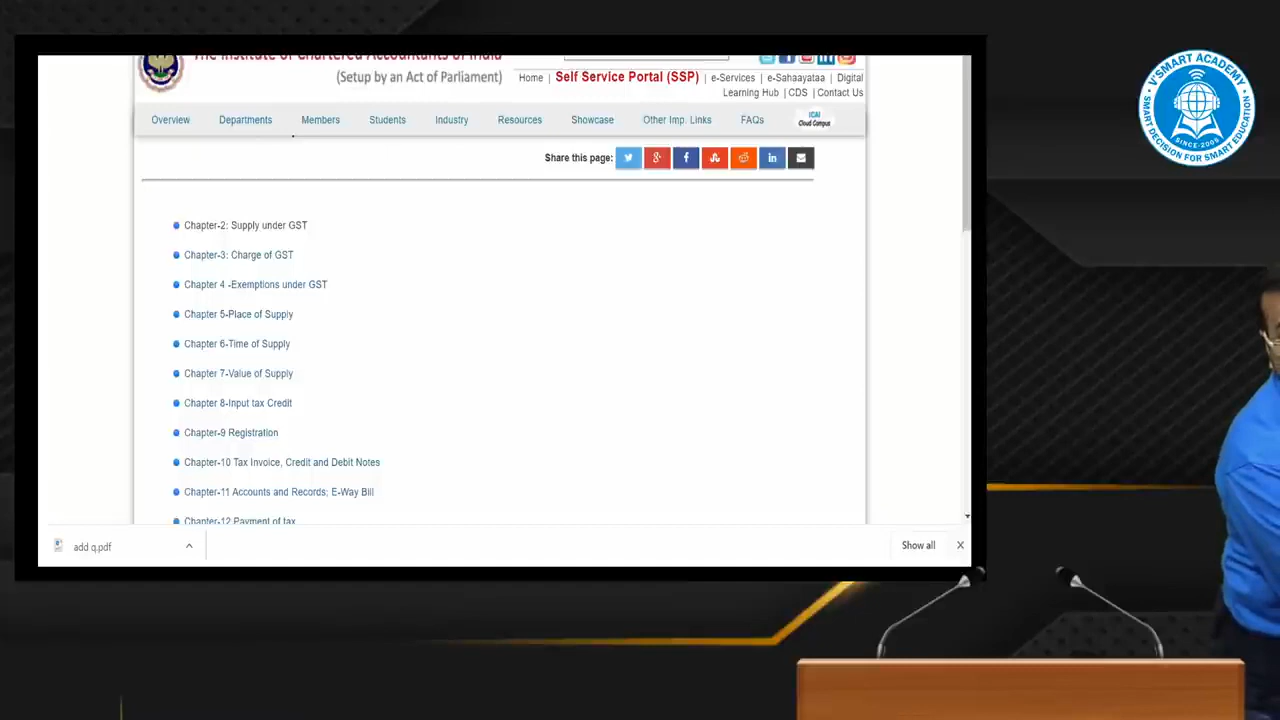 The Institute of Chartered Accountants of India
(Setup by an Act of Parliament)
Home | Self Service Portal (SSP) | e-Services | e-Sahaayataa | Digital
Learning Hub | CDS | Contact Us
Overview Departments Members Students Industry Resources Showcase Other Imp. Links FAQs
ICAI
Cloud Campus
Share this page:
Chapter-2: Supply under GST
Chapter-3: Charge of GST
Chapter 4 -Exemptions under GST
Chapter 5-Place of Supply
Chapter 6-Time of Supply
Chapter 7-Value of Supply
Chapter 8-Input tax Credit
Chapter-9 Registration
Chapter-10 Tax Invoice, Credit and Debit Notes
Chapter-11 Accounts and Records; E-Way Bill
Chapter-12 Payment of tax
add q.pdf
Show all
V'SMART ACADEMY
SINCE-2009
SMART DECISION FOR SMART EDUCATION